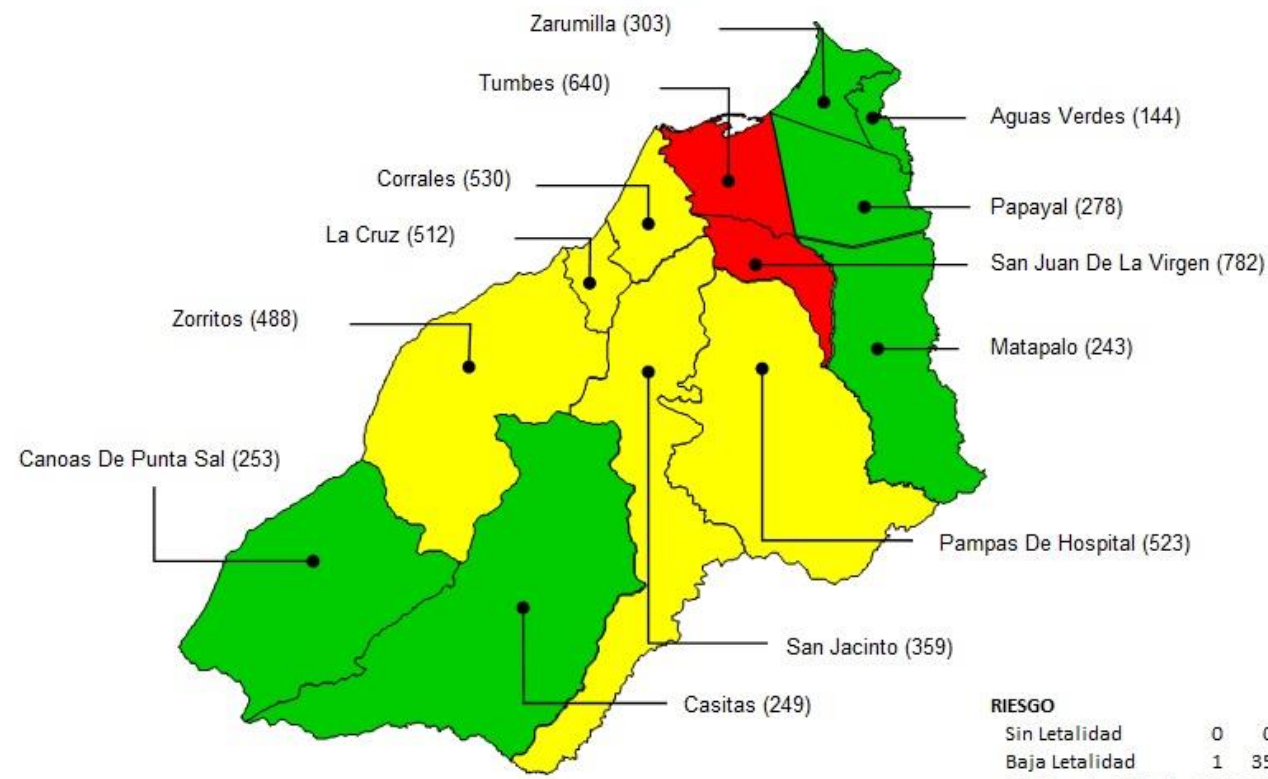 Zarumilla (303)
Tumbes (640)
Aguas Verdes (144)
Corrales (530)
Papayal (278)
La Cruz (512)
San Juan De La Virgen (782)
Zorritos (488)
Matapalo (243)
Canoas De Punta Sal (253)
Pampas De Hospital (523)
San Jacinto (359)
Casitas (249)
RIESGO
Sin Letalidad 0 0
Baja Letalidad 1 35